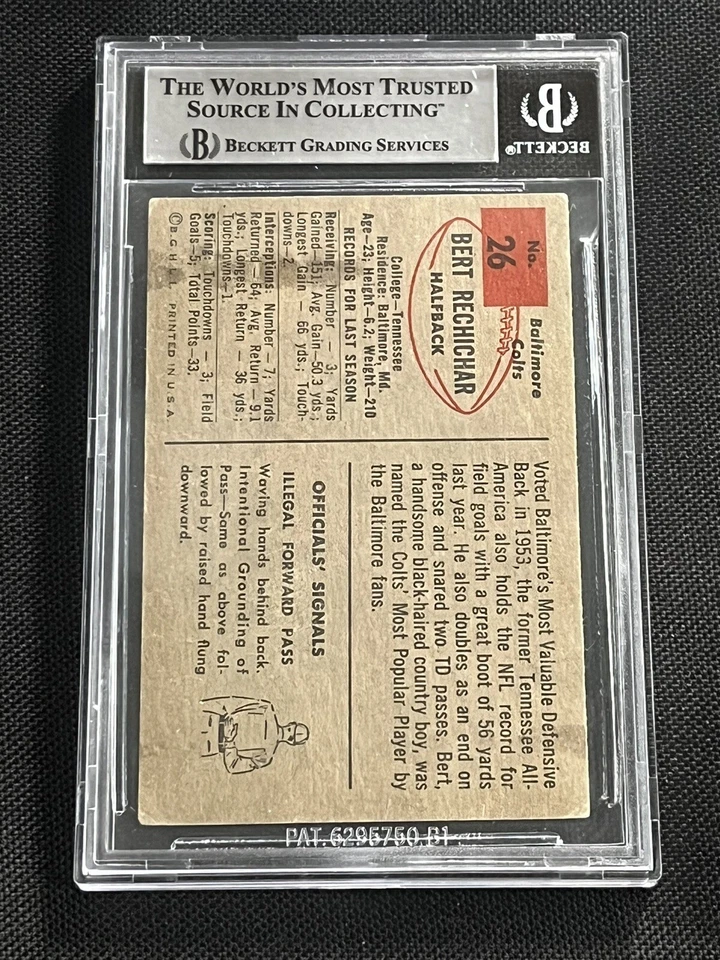 THE WORLD'S MOST TRUSTED
SOURCE IN COLLECTING™
BECKETT GRADING SERVICES
B
BECKETT®
No.
26
Baltimore
Colts
BERT RECHICHAR
HALFBACK
College—Tennessee
Residence: Baltimore, Md.
Age—23; Height—6.2; Weight—210
RECORDS FOR LAST SEASON
Receiving: Number — 3; Yards
Gained—151; Avg. Gain—50.3 yds.;
Longest Gain — 66 yds.; Touch-
downs—2.
Interceptions: Number — 7; Yards
Returned — 64; Avg. Return — 9.1
yds.; Longest Return — 36 yds.;
Touchdowns—1.
Scoring: Touchdowns — 3; Field
Goals—5; Total Points—33.
©B.G.H.L.I. PRINTED IN U.S.A.
Voted Baltimore's Most Valuable Defensive
Back in 1953, the former Tennessee All-
America also holds the NFL record for
field goals with a great boot of 56 yards
last year. He also doubles as an end on
offense and snared two TD passes. Bert,
a handsome black-haired country boy, was
named the Colts' Most Popular Player by
the Baltimore fans.
OFFICIALS' SIGNALS
ILLEGAL FORWARD PASS
Waving hands behind back.
Intentional Grounding of
Pass—Same as above fol-
lowed by raised hand flung
downward.
PAT. 6295750 B1